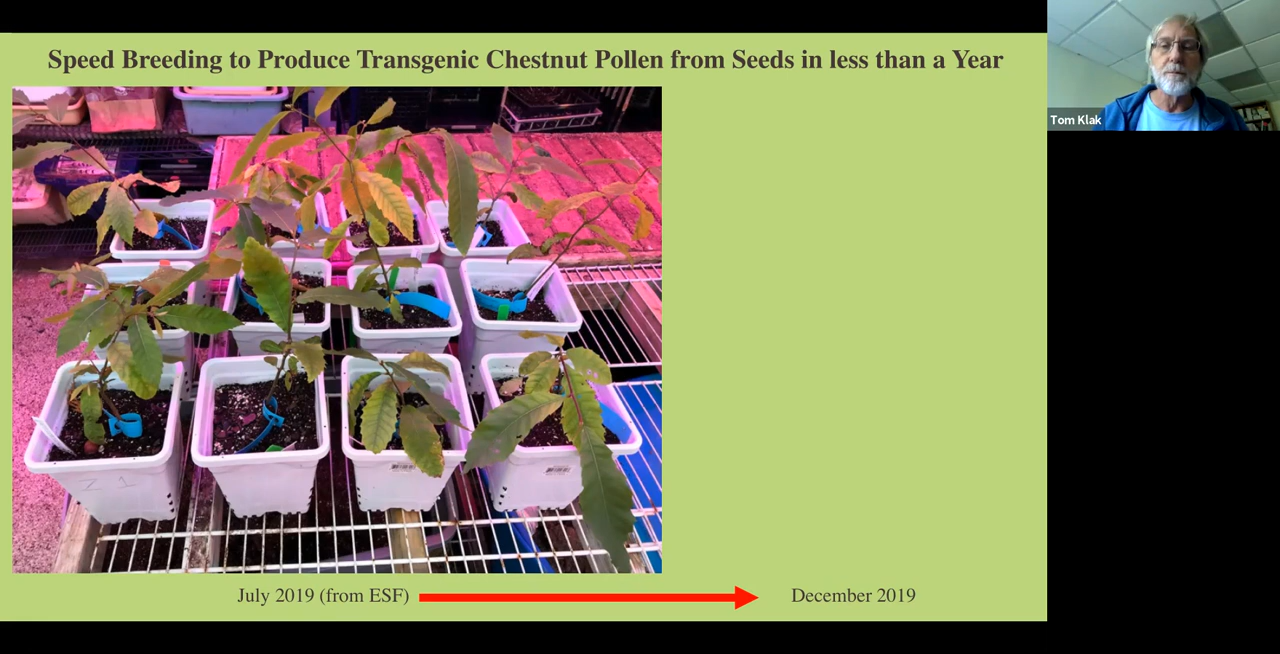 Speed Breeding to Produce Transgenic Chestnut Pollen from Seeds in less than a Year
Tom Klak
July 2019 (from ESF)
December 2019